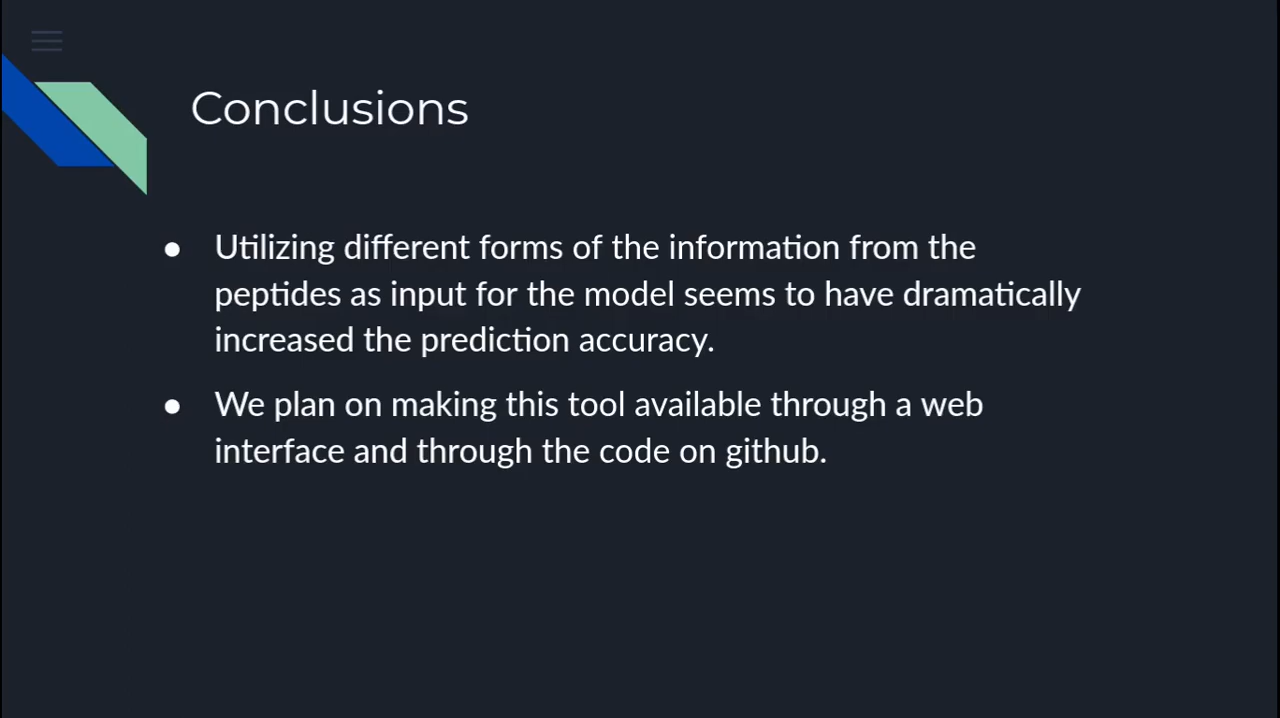 Conclusions
● Utilizing different forms of the information from the
peptides as input for the model seems to have dramatically
increased the prediction accuracy.
● We plan on making this tool available through a web
interface and through the code on github.